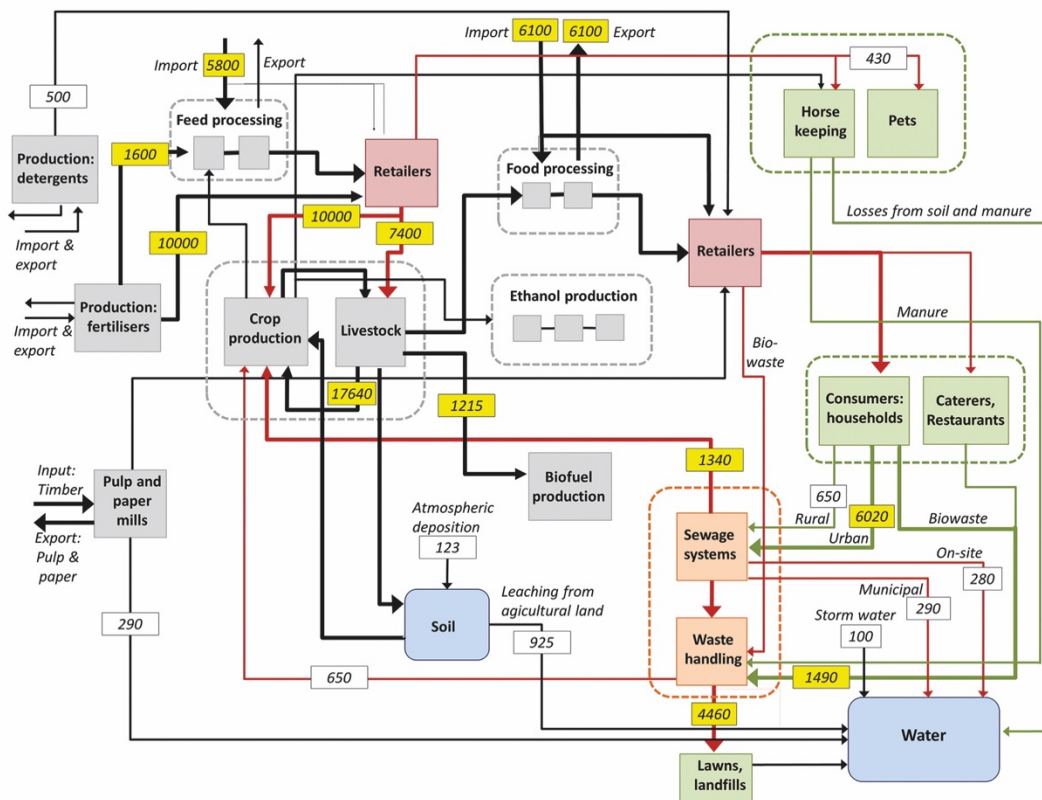 Import
6100
6100
Export
Import
5800
Export
430
500
Feed processing
Horse
keeping
Pets
Production:
detergents
1600
Retailers
Food processing
Import &
export
10000
10000
7400
Losses from soil and manure
Retailers
Production:
fertilisers
Import &
export
Crop
production
Livestock
Ethanol production
Manure
Bio-
waste
17640
1215
Consumers:
households
Caterers,
Restaurants
1340
Input:
Timber
Pulp and
paper
mills
Export:
Pulp &
paper
Biofuel
production
650
Rural
6020
Urban
Biowaste
Atmospheric
deposition
123
Sewage
systems
On-site
280
Municipal
290
Leaching from
agicultural land
925
Storm water
100
290
Soil
Waste
handling
650
1490
4460
Water
Lawns,
landfills